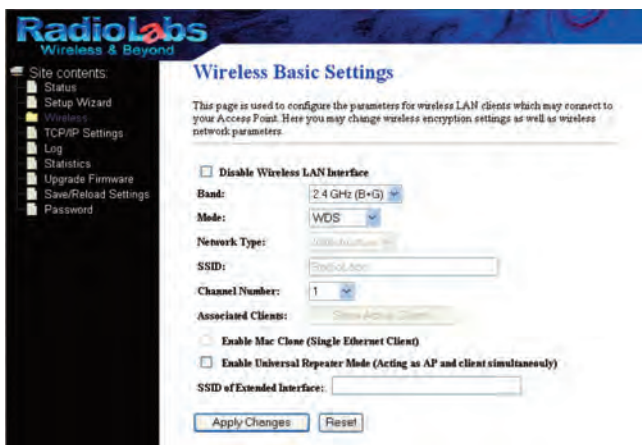 RadioLabs
Wireless & Beyond
Site contents:
Status
Setup Wizard
Wireless
TCP/IP Settings
Log
Statistics
Upgrade Firmware
Save/Reload Settings
Password
Wireless Basic Settings
This page is used to configure the parameters for wireless LAN clients which may connect to
your Access Point. Here you may change wireless encryption settings as well as wireless
network parameters.
Disable Wireless LAN Interface
Band: 2.4 GHz (B+G)
Mode: WDS
Network Type: Infrastructure
SSID: RadioLabs
Channel Number: 1
Associated Clients: Show Active Clients
Enable Mac Clone (Single Ethernet Client)
Enable Universal Repeater Mode (Acting as AP and client simultaneouly)
SSID of Extended Interface:
Apply Changes Reset